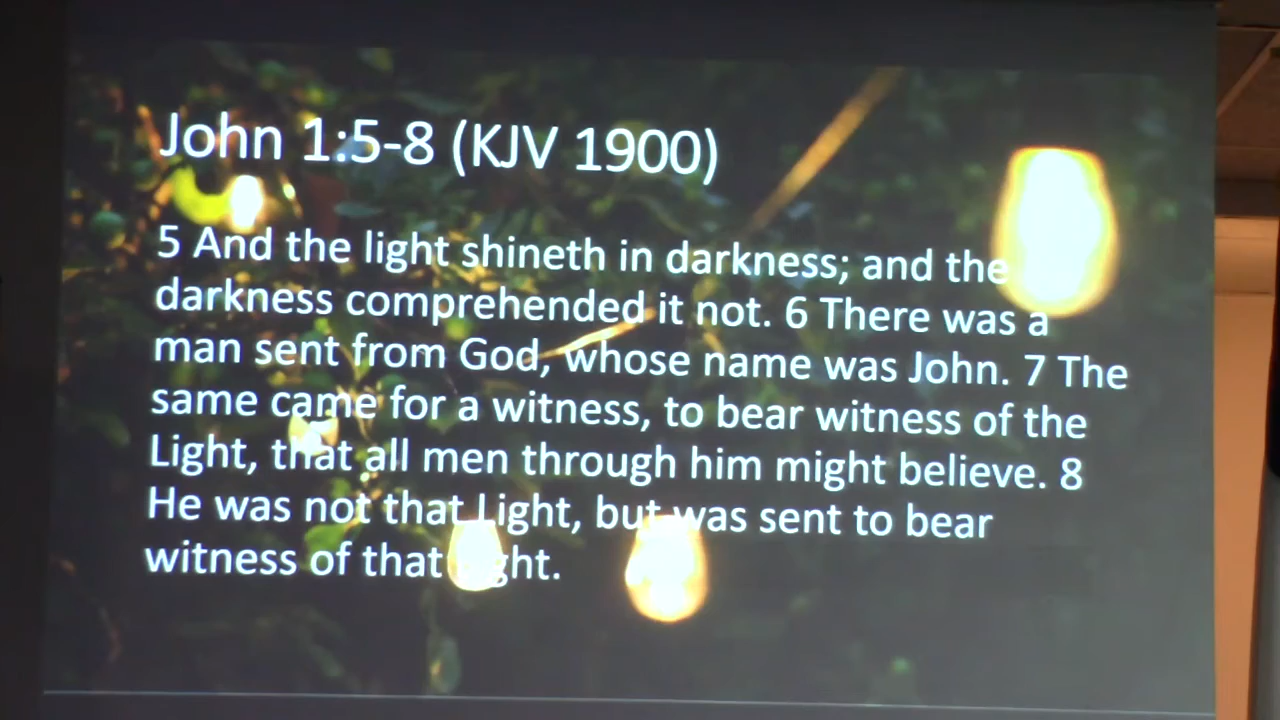 John 1:5-8 (KJV 1900)
5 And the light shineth in darkness; and the
darkness comprehended it not. 6 There was a
man sent from God, whose name was John. 7 The
same came for a witness, to bear witness of the
Light, that all men through him might believe. 8
He was not that Light, but was sent to bear
witness of that Light.